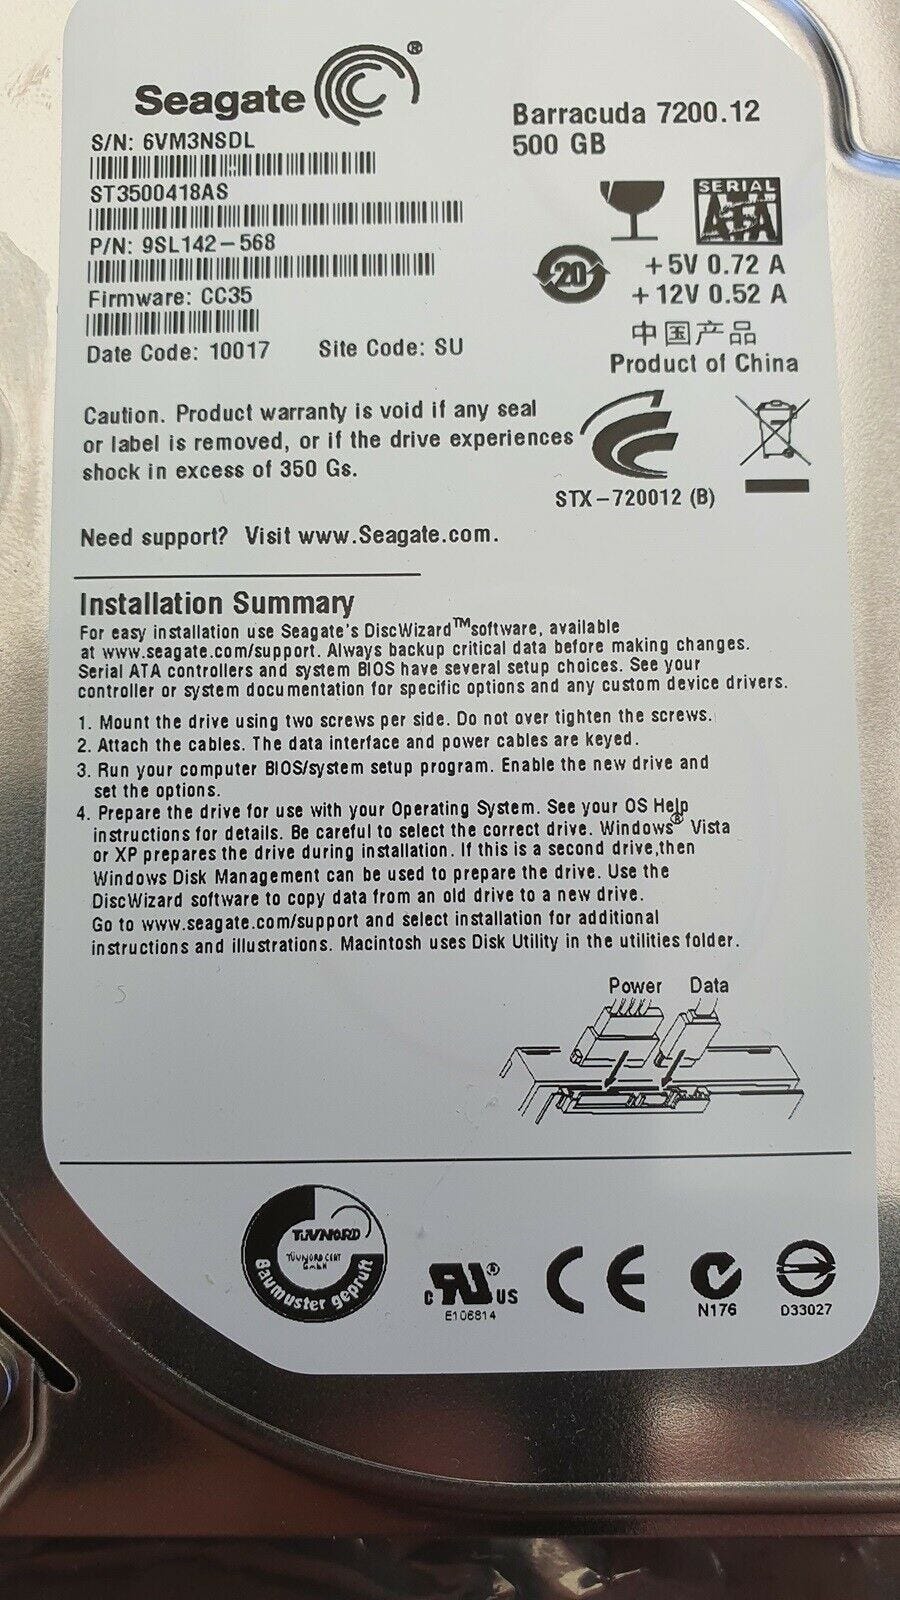 Seagate®
Barracuda 7200.12
500 GB
S/N: 6VM3NSDL
ST3500418AS
P/N: 9SL142-568
Firmware: CC35
Date Code: 10017 Site Code: SU
SERIAL
ATA
20
+5V 0.72 A
+12V 0.52 A
中国产品
Product of China
Caution. Product warranty is void if any seal
or label is removed, or if the drive experiences
shock in excess of 350 Gs.
STX-720012 (B)
Need support? Visit www.Seagate.com.
Installation Summary
For easy installation use Seagate's DiscWizard™ software, available
at www.seagate.com/support. Always backup critical data before making changes.
Serial ATA controllers and system BIOS have several setup choices. See your
controller or system documentation for specific options and any custom device drivers.
1. Mount the drive using two screws per side. Do not over tighten the screws.
2. Attach the cables. The data interface and power cables are keyed.
3. Run your computer BIOS/system setup program. Enable the new drive and
set the options.
4. Prepare the drive for use with your Operating System. See your OS Help
instructions for details. Be careful to select the correct drive. Windows® Vista
or XP prepares the drive during installation. If this is a second drive,then
Windows Disk Management can be used to prepare the drive. Use the
DiscWizard software to copy data from an old drive to a new drive.
Go to www.seagate.com/support and select installation for additional
instructions and illustrations. Macintosh uses Disk Utility in the utilities folder.
Power Data
TÜVNORD
TÜV NORD CERT
GmbH
Baumuster geprüft
c RU® US
E106814
CE
N176
D33027